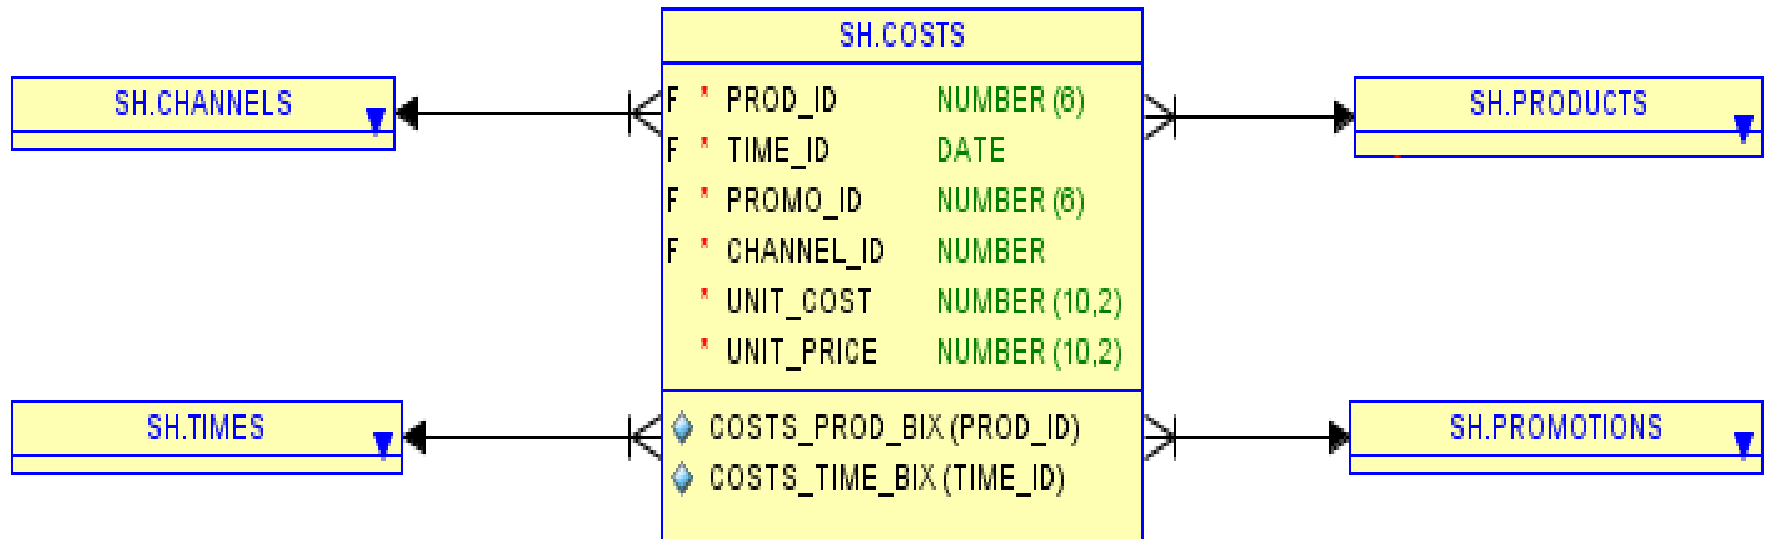 SH.COSTS
SH.CHANNELS
F * PROD_ID NUMBER (6)
F * TIME_ID DATE
F * PROMO_ID NUMBER (6)
F * CHANNEL_ID NUMBER
* UNIT_COST NUMBER (10,2)
* UNIT_PRICE NUMBER (10,2)
SH.PRODUCTS
SH.TIMES
COSTS_PROD_BIX (PROD_ID)
COSTS_TIME_BIX (TIME_ID)
SH.PROMOTIONS